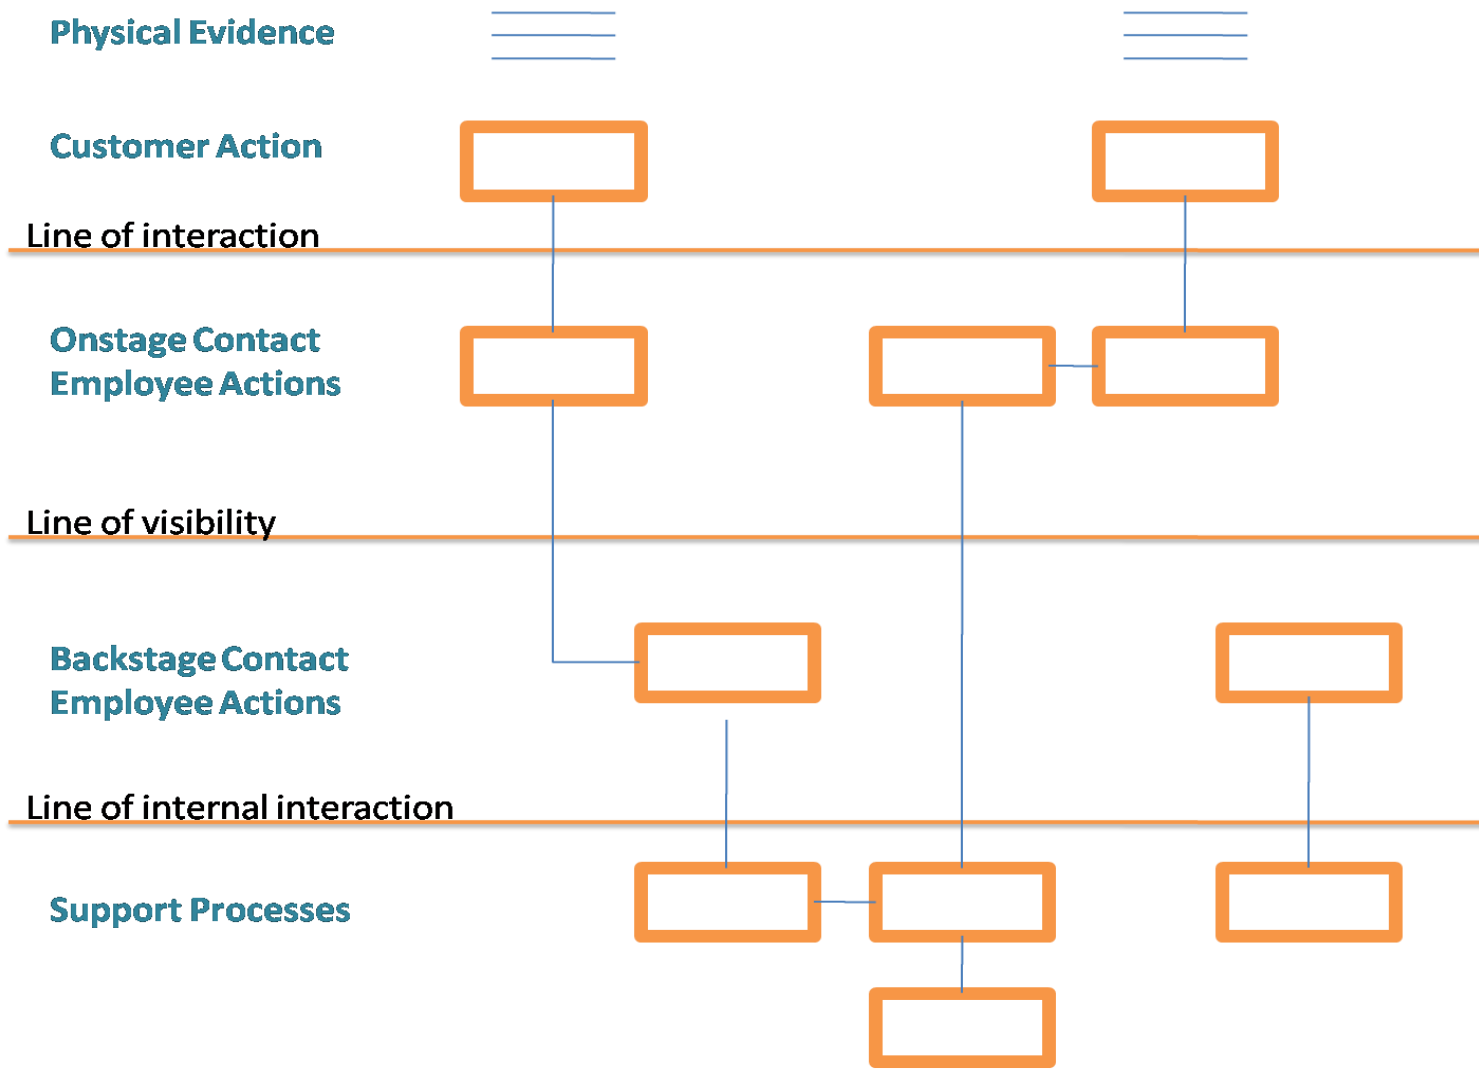 Physical Evidence
Customer Action
Line of interaction
Onstage Contact
Employee Actions
Line of visibility
Backstage Contact
Employee Actions
Line of internal interaction
Support Processes